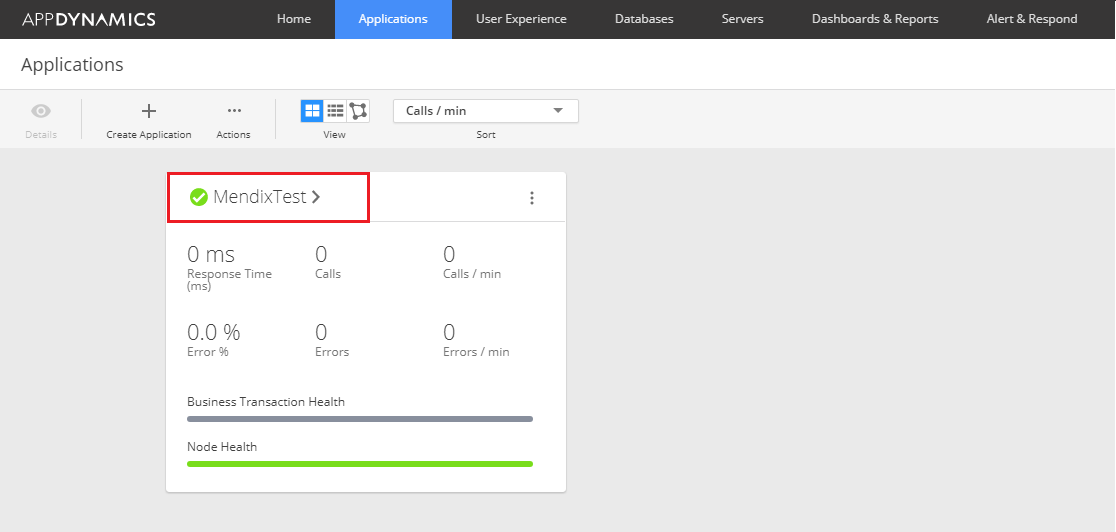 APPDYNAMICS Home Applications User Experience Databases Servers Dashboards & Reports Alert & Respond
Applications
Calls / min
Details Create Application Actions View Sort
MendixTest
0 ms 0 0
Response Time (ms) Calls Calls / min
0.0 % 0 0
Error % Errors Errors / min
Business Transaction Health
Node Health